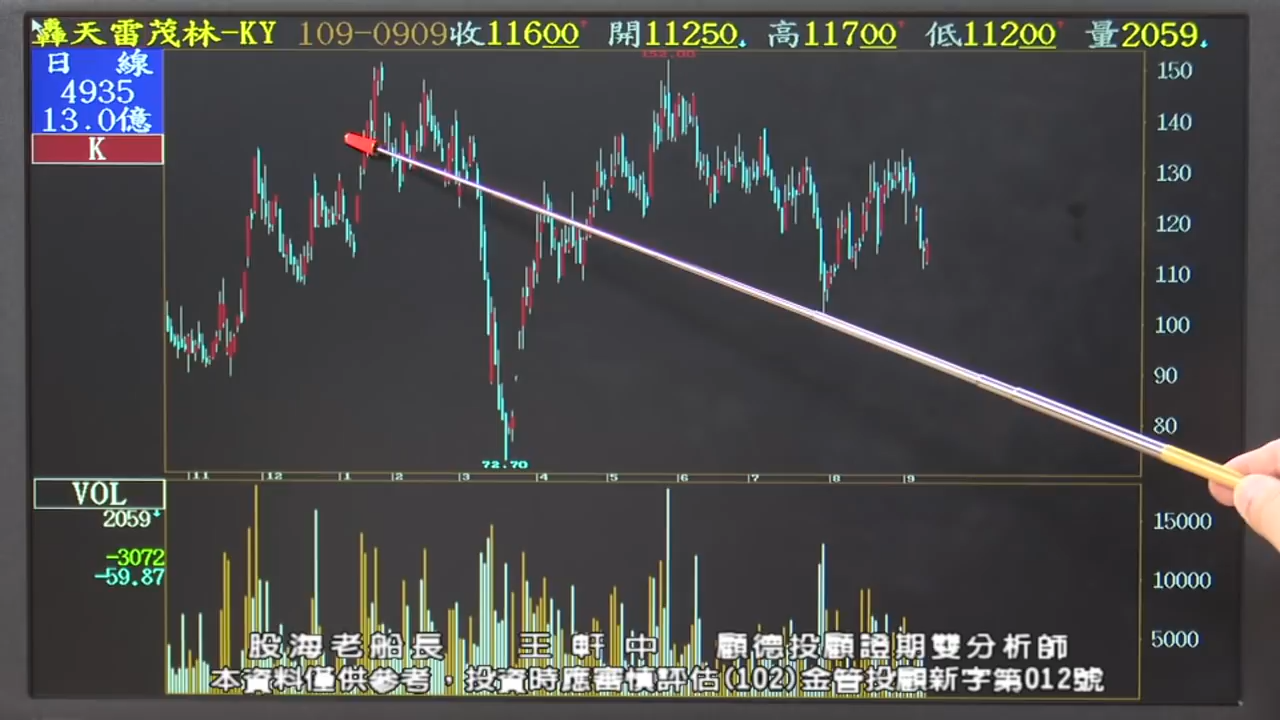 轟天雷茂林-KY 109-0909收11600 開11250 高11700 低11200 量2059
日 線
4935
13.0億
K
152.00
150
140
130
120
110
100
90
80
72.70
11 12 1 2 3 4 5 6 7 8 9
VOL
2059
-3072
-59.87
15000
10000
5000
股海老船長 王軒中 顧德投顧證期雙分析師
本資料僅供參考，投資時應審慎評估(102)金管投顧新字第012號